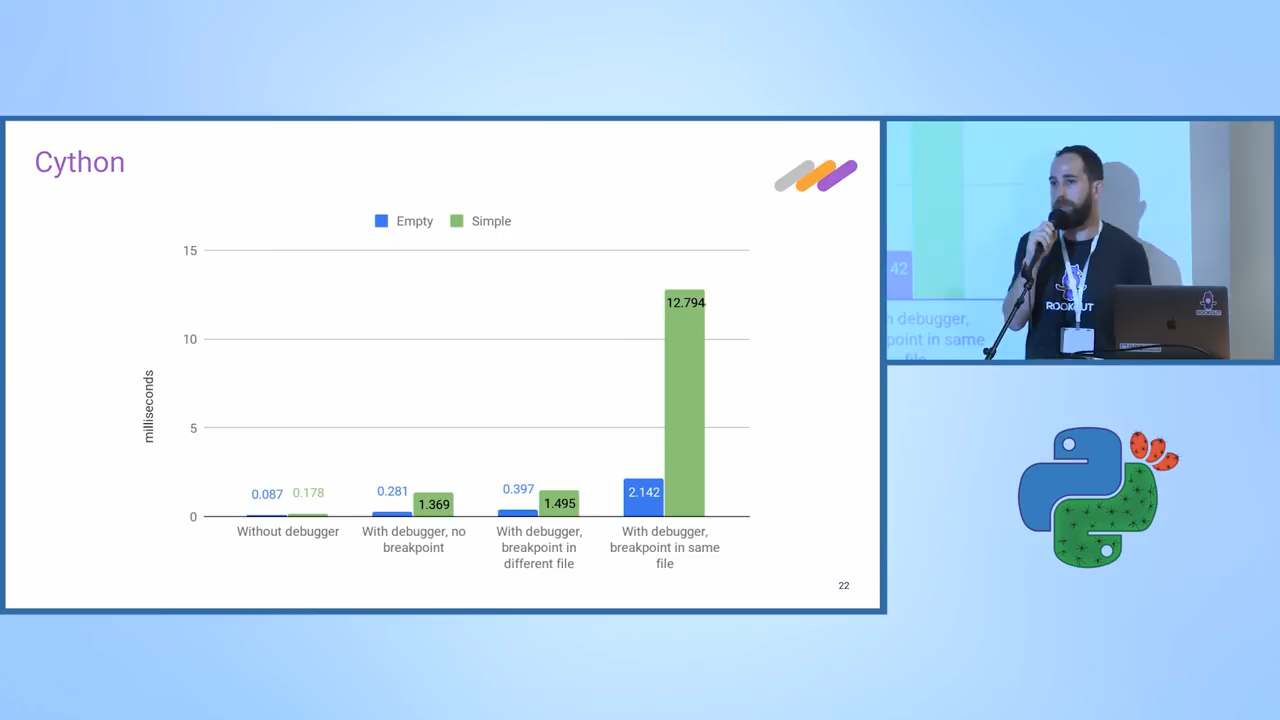 Cython
Empty
Simple
15
10
5
0
milliseconds
0.087
0.178
0.281
1.369
0.397
1.495
2.142
12.794
Without debugger
With debugger, no
breakpoint
With debugger,
breakpoint in
different file
With debugger,
breakpoint in same
file
22
42
h debugger,
point in same
file
ROOKOUT
ROOKOUT